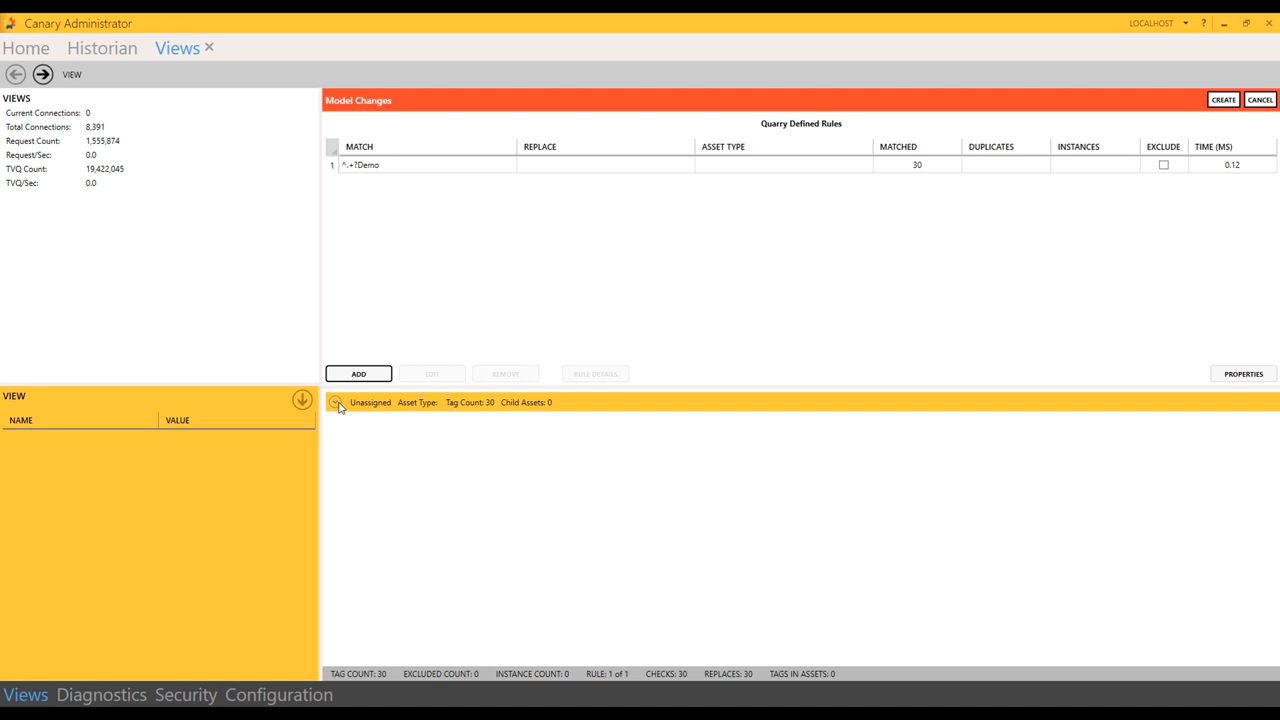 Canary Administrator LOCALHOST ?
Home Historian Views
VIEW
VIEWS
Current Connections: 0
Total Connections: 8,391
Request Count: 1,555,874
Request/Sec: 0.0
TVQ Count: 19,422,045
TVQ/Sec: 0.0
Model Changes CREATE CANCEL
Quarry Defined Rules
MATCH REPLACE ASSET TYPE MATCHED DUPLICATES INSTANCES EXCLUDE TIME (MS)
1 ^.+?Demo 30 0.12
ADD EDIT REMOVE RULE DETAILS PROPERTIES
VIEW
NAME VALUE
Unassigned Asset Type: Tag Count: 30 Child Assets: 0
TAG COUNT: 30 EXCLUDED COUNT: 0 INSTANCE COUNT: 0 RULE: 1 of 1 CHECKS: 30 REPLACES: 30 TAGS IN ASSETS: 0
Views Diagnostics Security Configuration